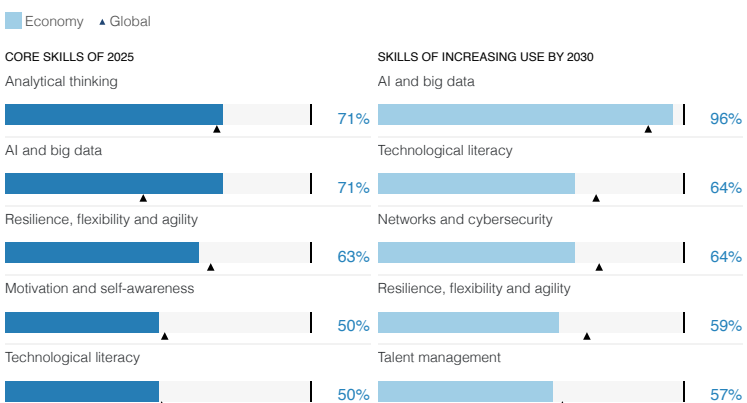 Economy Global
CORE SKILLS OF 2025
Analytical thinking
71%
AI and big data
71%
Resilience, flexibility and agility
63%
Motivation and self-awareness
50%
Technological literacy
50%
SKILLS OF INCREASING USE BY 2030
AI and big data
96%
Technological literacy
64%
Networks and cybersecurity
64%
Resilience, flexibility and agility
59%
Talent management
57%